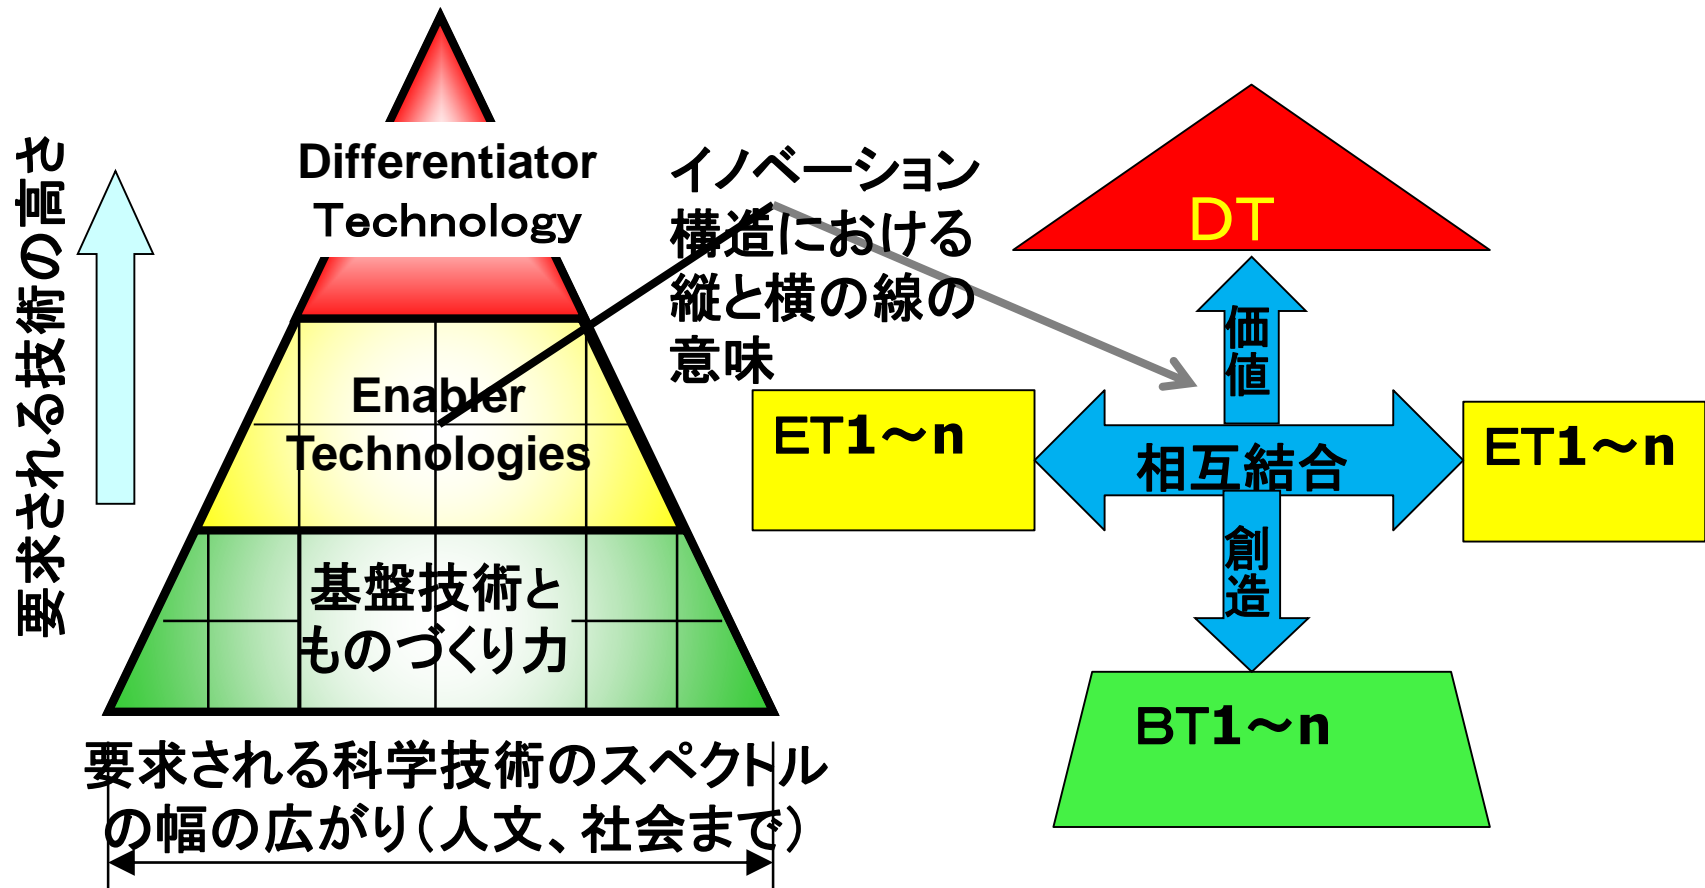 要求される技術の高さ
Differentiator
Technology
Enabler
Technologies
基盤技術と
ものづくり力
要求される科学技術のスペクトル
の幅の広がり(人文、社会まで)
イノベーション
構造における
縦と横の線の
意味
DT
価値
ET1～n
相互結合
ET1～n
創造
BT1～n